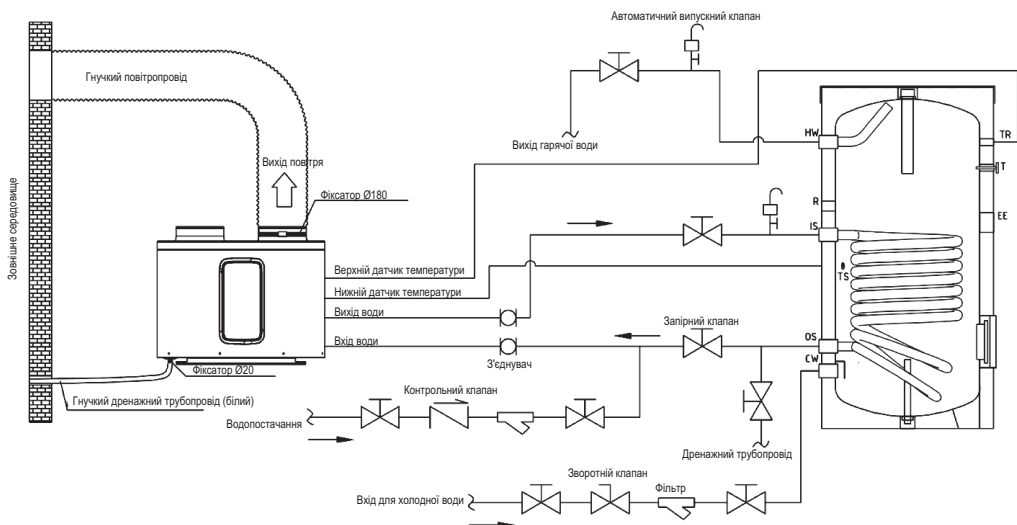 Автоматичний випускний клапан
Гнучкий повітропровід
Вихід гарячої води
HW
TR
T
Вихід повітря
Фіксатор Ø180
R
EE
IS
Зовнішнє середовище
Верхній датчик температури
TS
Нижній датчик температури
Вихід води
Запірний клапан
Вхід води
OS
З'єднувач
CW
Фіксатор Ø20
Контрольний клапан
Гнучкий дренажний трубопровід (білий)
Водопостачання
Дренажний трубопровід
Зворотній клапан
Фільтр
Вхід для холодної води